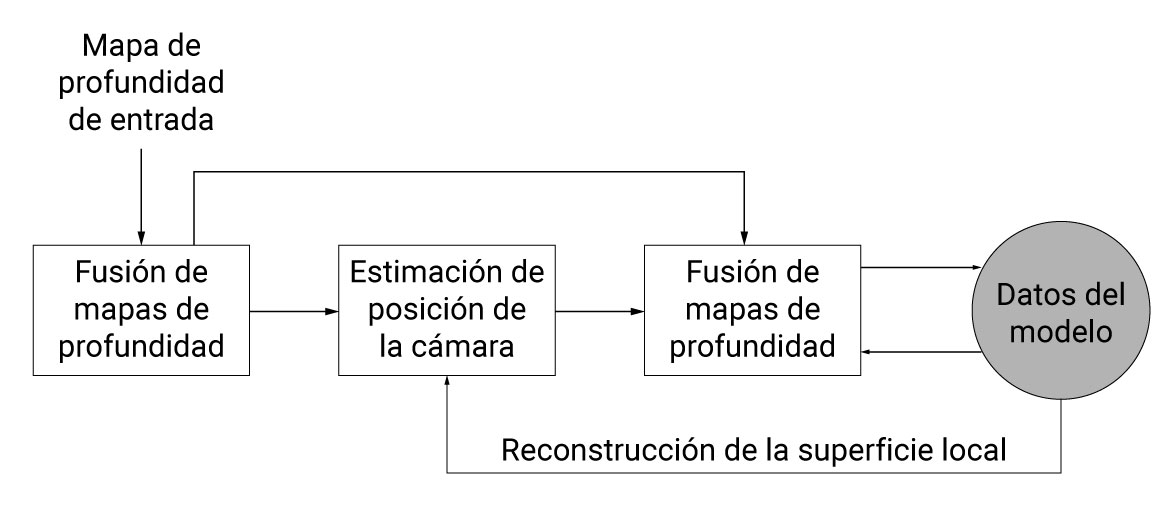 Mapa de
profundidad
de entrada
Fusión de
mapas de
profundidad
Estimación de
posición de
la cámara
Fusión de
mapas de
profundidad
Datos del
modelo
Reconstrucción de la superficie local